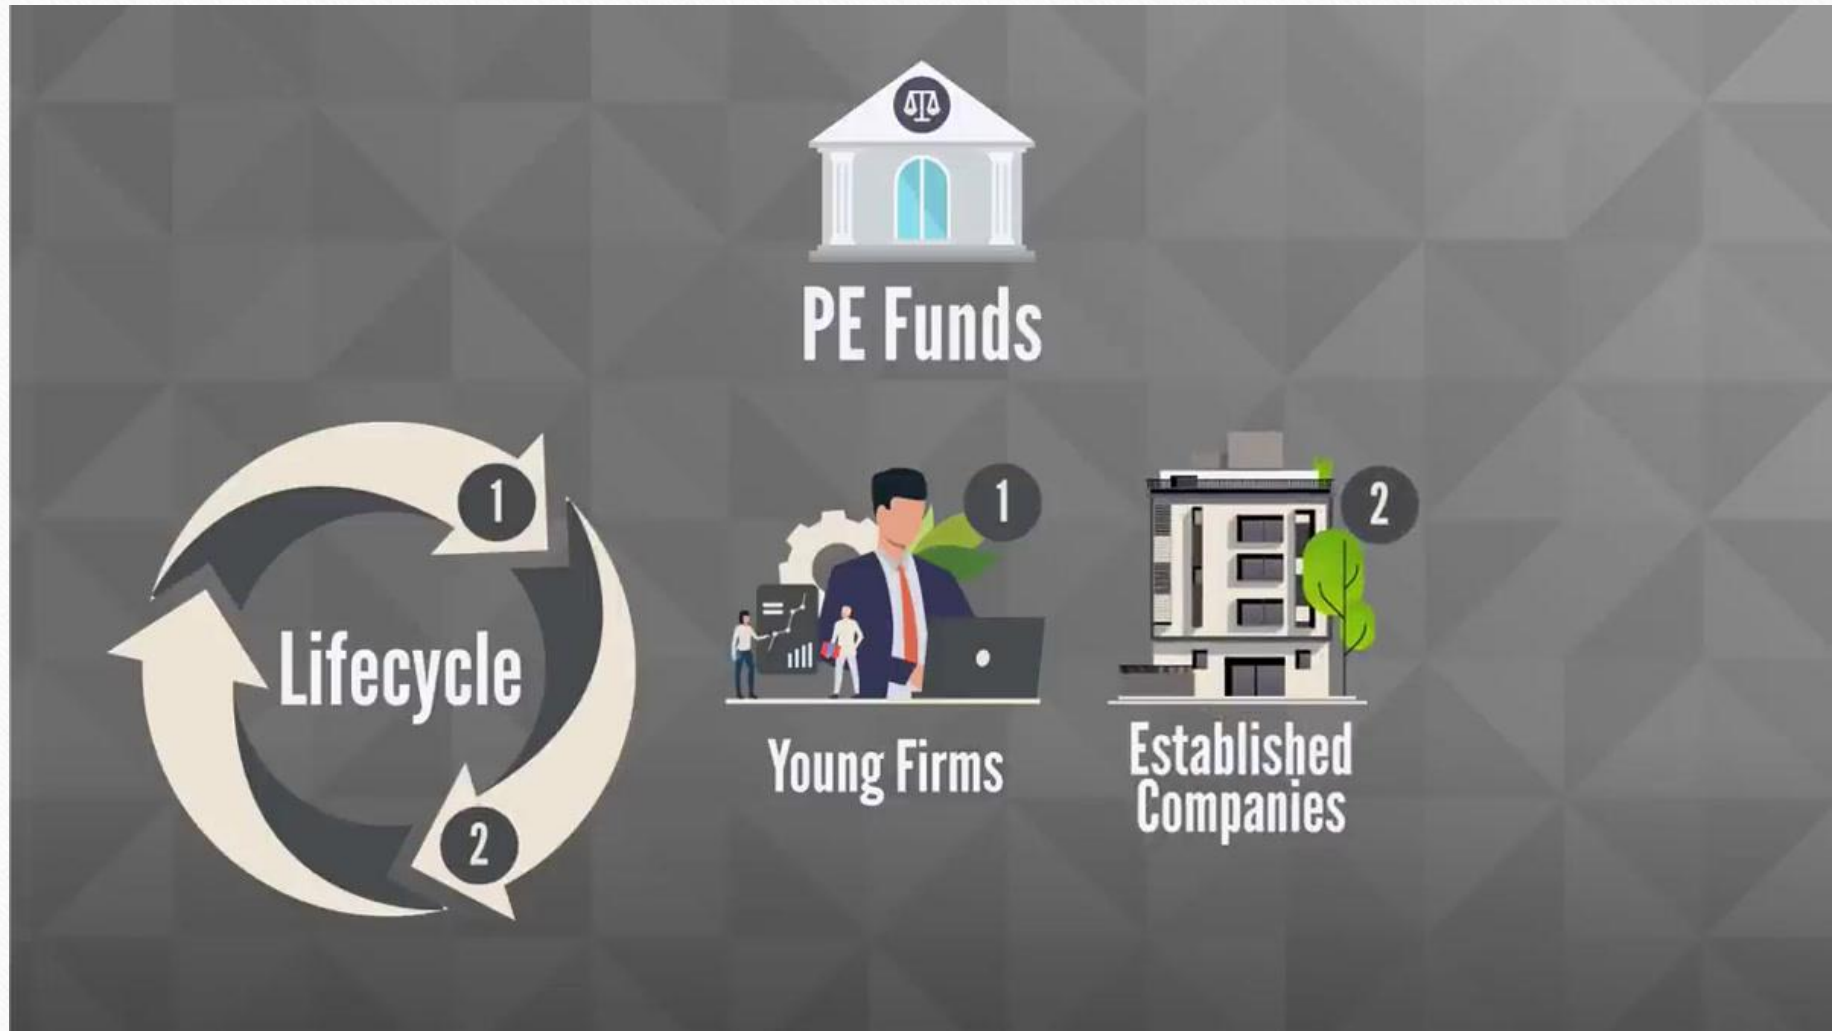 PE Funds
1
Lifecycle
2
1
Young Firms
2
Established
Companies